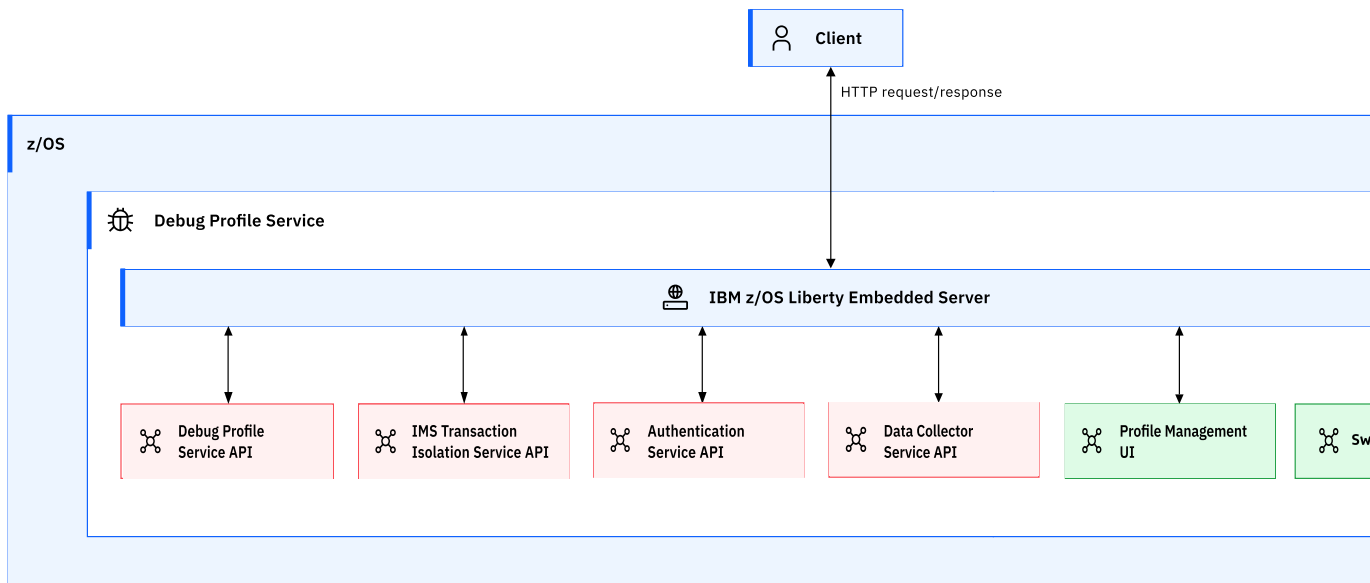 Client
HTTP request/response
z/OS
Debug Profile Service
IBM z/OS Liberty Embedded Server
Debug Profile
Service API
IMS Transaction
Isolation Service API
Authentication
Service API
Data Collector
Service API
Profile Management
UI